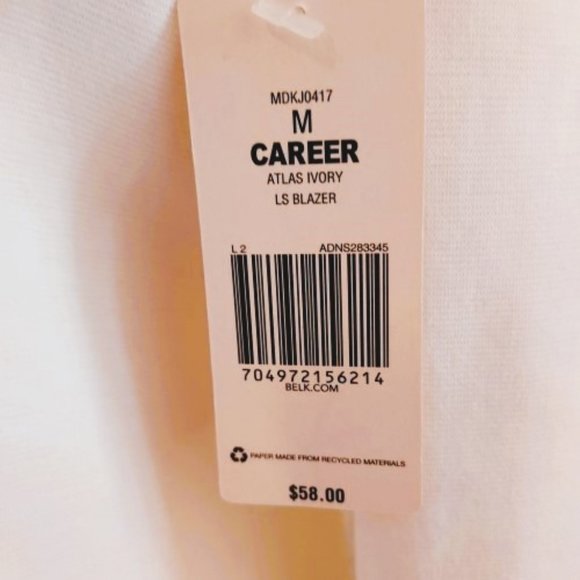 MDKJ0417
M
CAREER
ATLAS IVORY
LS BLAZER
L 2 ADNS283345
704972156214
BELK.COM
PAPER MADE FROM RECYCLED MATERIALS
$58.00